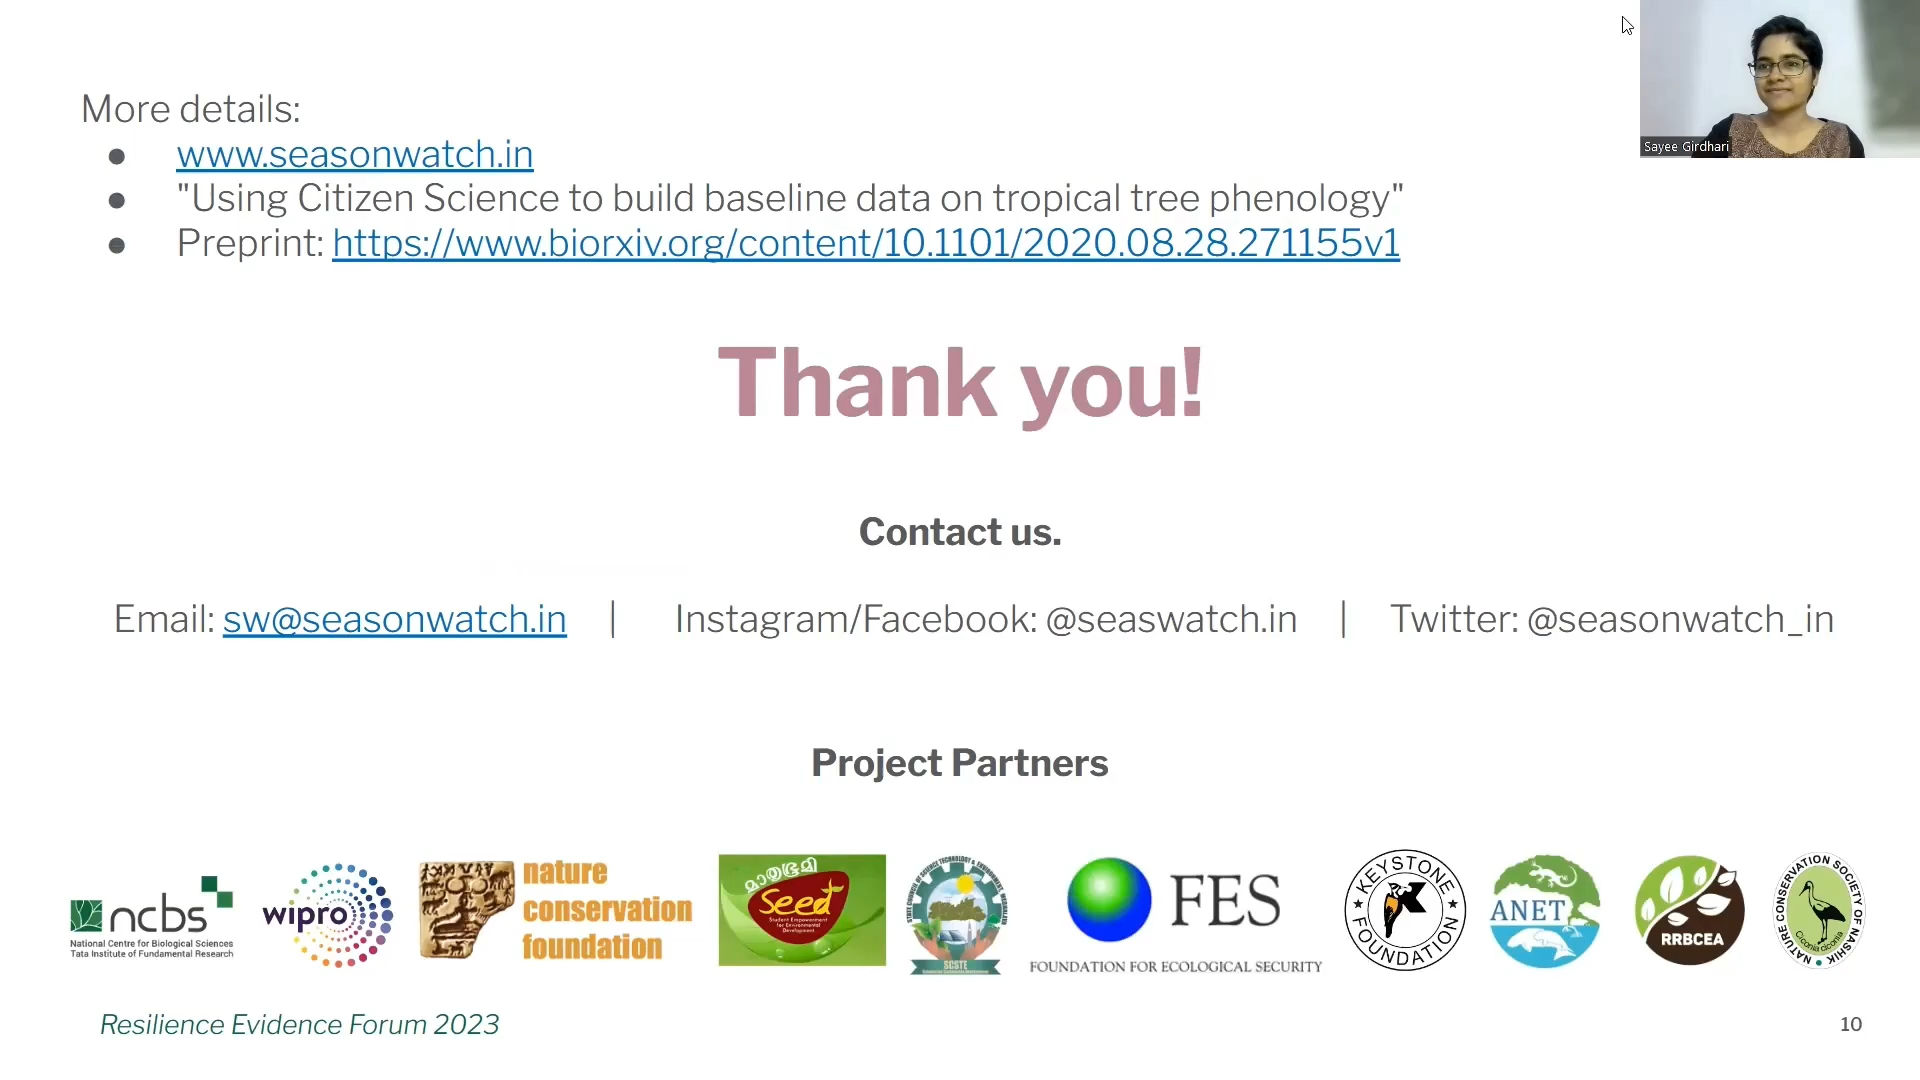 Sayee Girdhari
More details:
● www.seasonwatch.in
● "Using Citizen Science to build baseline data on tropical tree phenology"
● Preprint: https://www.biorxiv.org/content/10.1101/2020.08.28.271155v1
Thank you!
Contact us.
Email: sw@seasonwatch.in | Instagram/Facebook: @seaswatch.in | Twitter: @seasonwatch_in
Project Partners
ncbs
National Centre for Biological Sciences
Tata Institute of Fundamental Research
wipro
nature
conservation
foundation
മാതൃഭൂമി
Seed
Student Empowerment
for Environmental
Development
SCSTE
FES
FOUNDATION FOR ECOLOGICAL SECURITY
KEYSTONE
FOUNDATION
ANET
RRBCEA
NATURE CONSERVATION SOCIETY OF NASHIK
Ciconia ciconia
Resilience Evidence Forum 2023
10